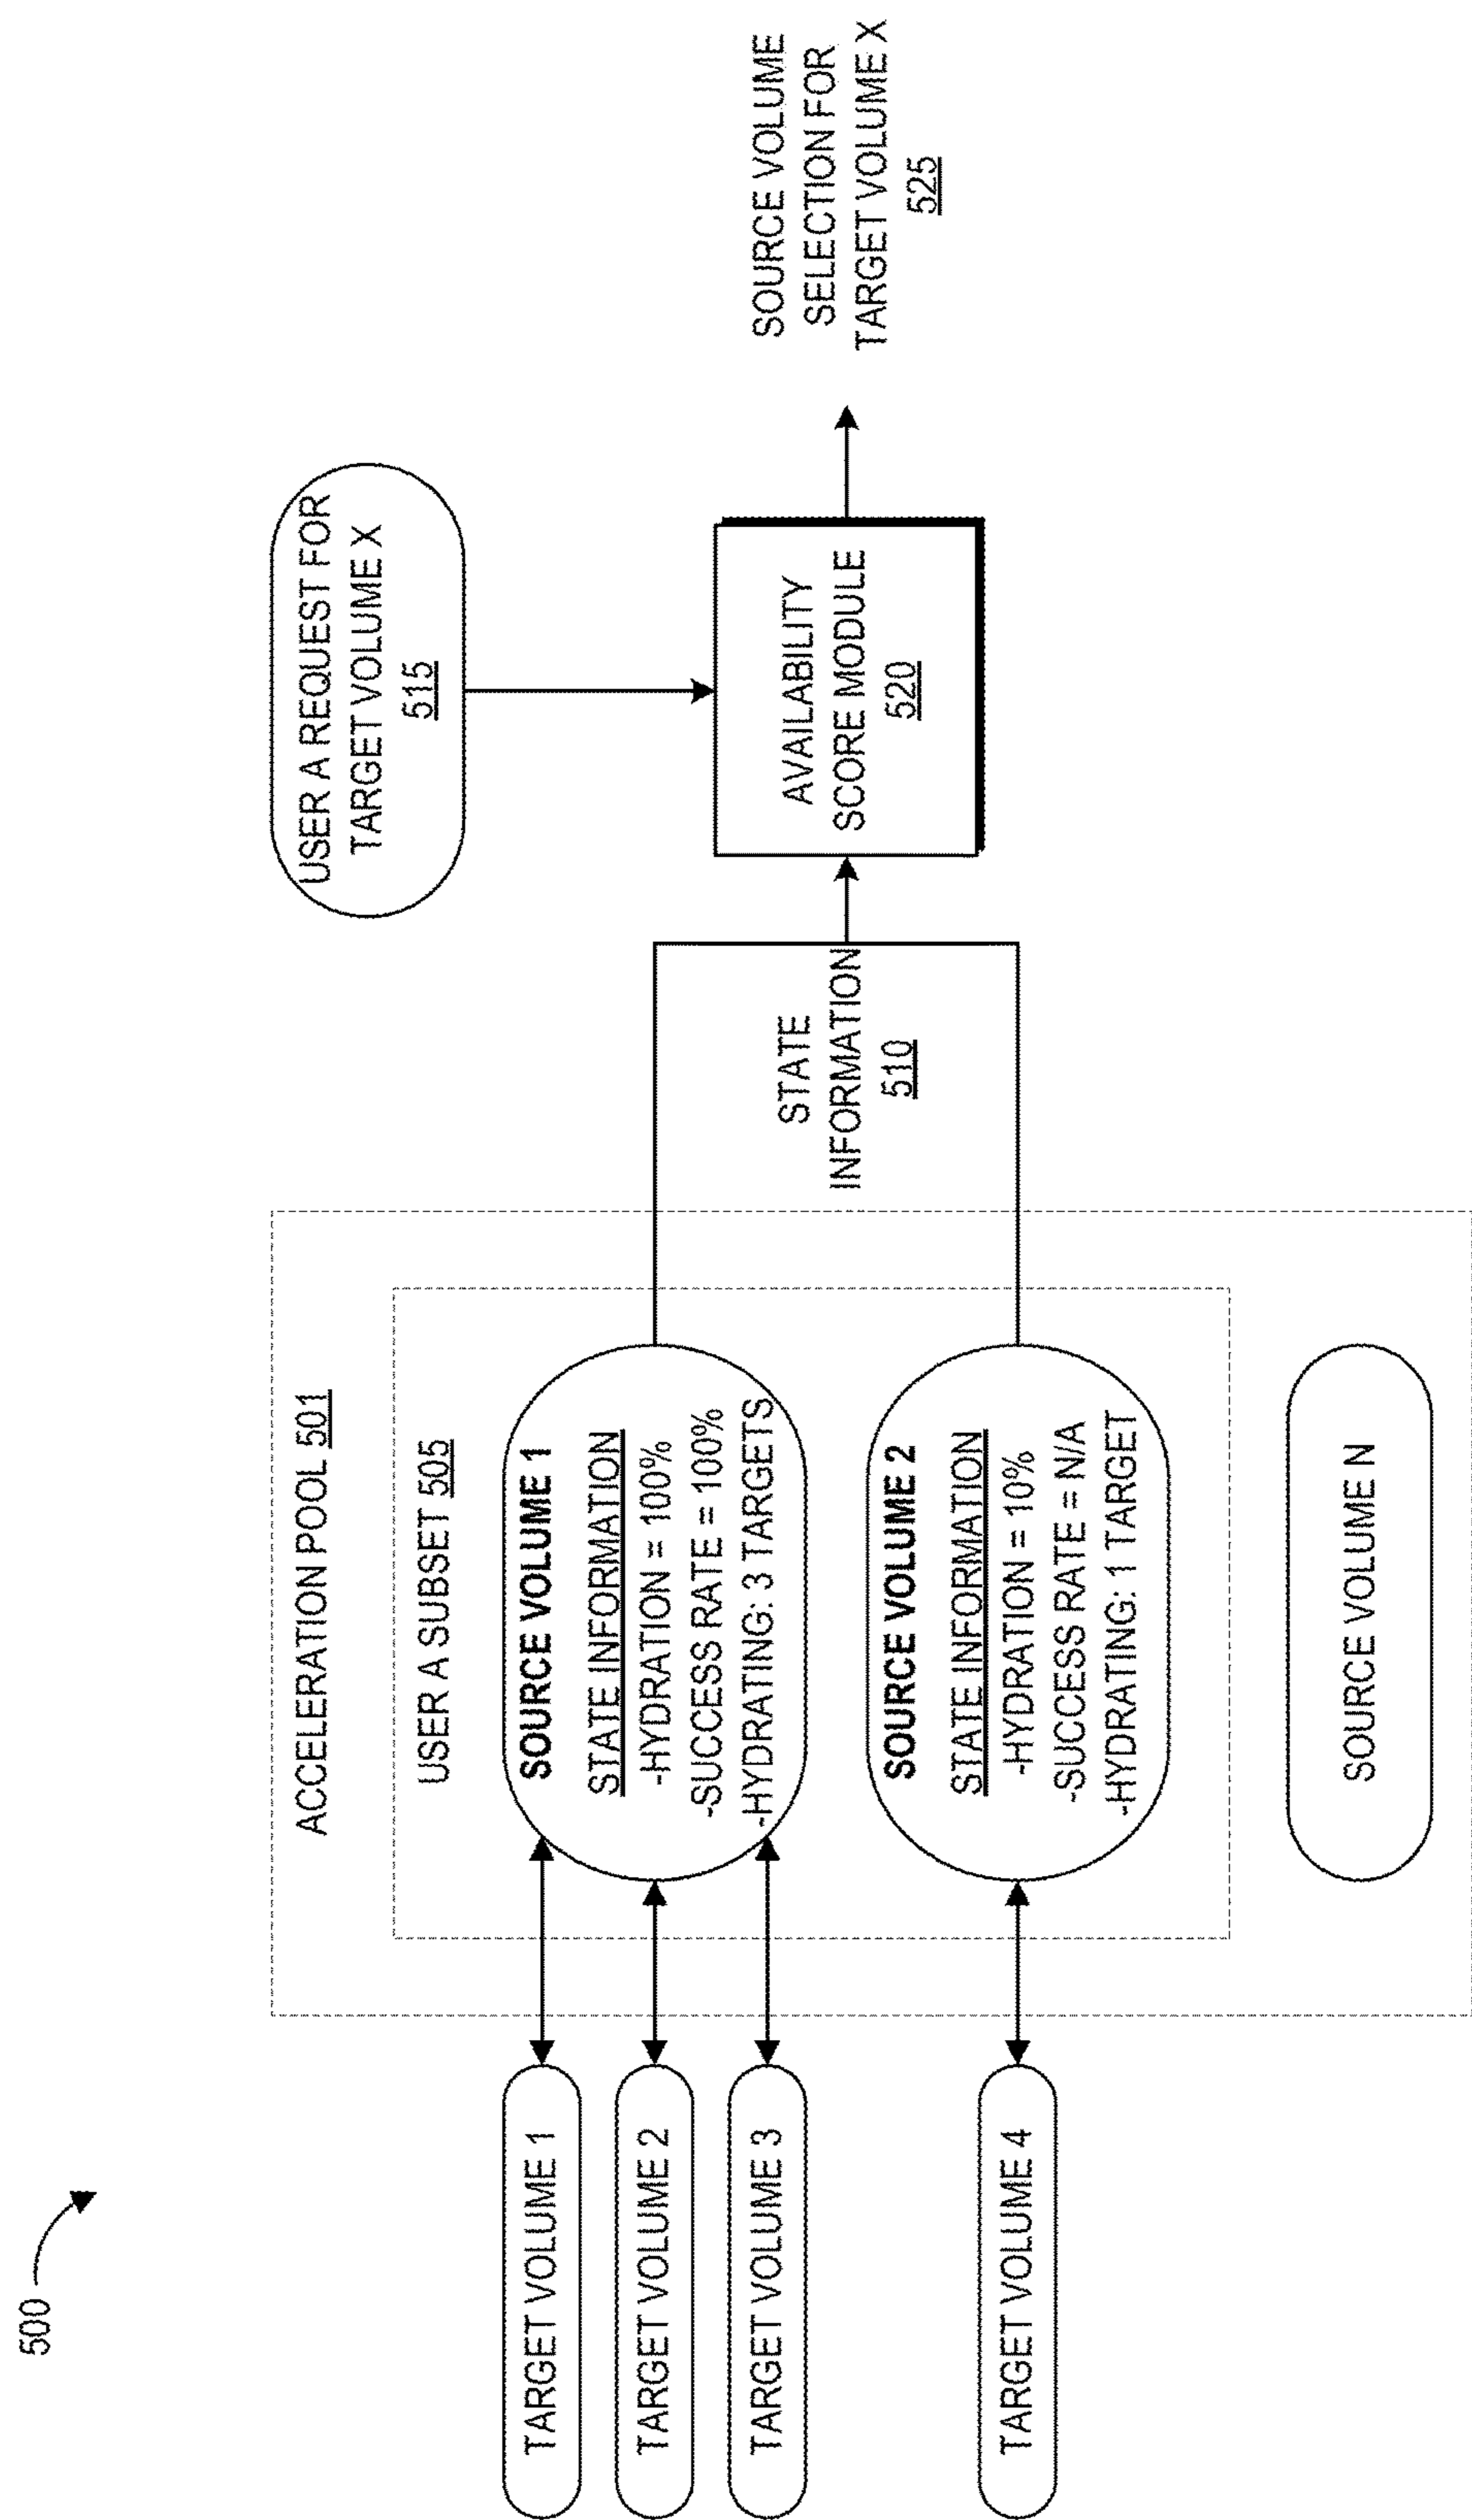 500
TARGET VOLUME 1
TARGET VOLUME 2
TARGET VOLUME 3
TARGET VOLUME 4
ACCELERATION POOL 501
USER A SUBSET 505
SOURCE VOLUME 1
STATE INFORMATION
-HYDRATION = 100%
-SUCCESS RATE = 100%
-HYDRATING: 3 TARGETS
SOURCE VOLUME 2
STATE INFORMATION
-HYDRATION = 10%
-SUCCESS RATE = N/A
-HYDRATING: 1 TARGET
SOURCE VOLUME N
STATE
INFORMATION
510
USER A REQUEST FOR
TARGET VOLUME X
515
AVAILABILITY
SCORE MODULE
520
SOURCE VOLUME
SELECTION FOR
TARGET VOLUME X
525